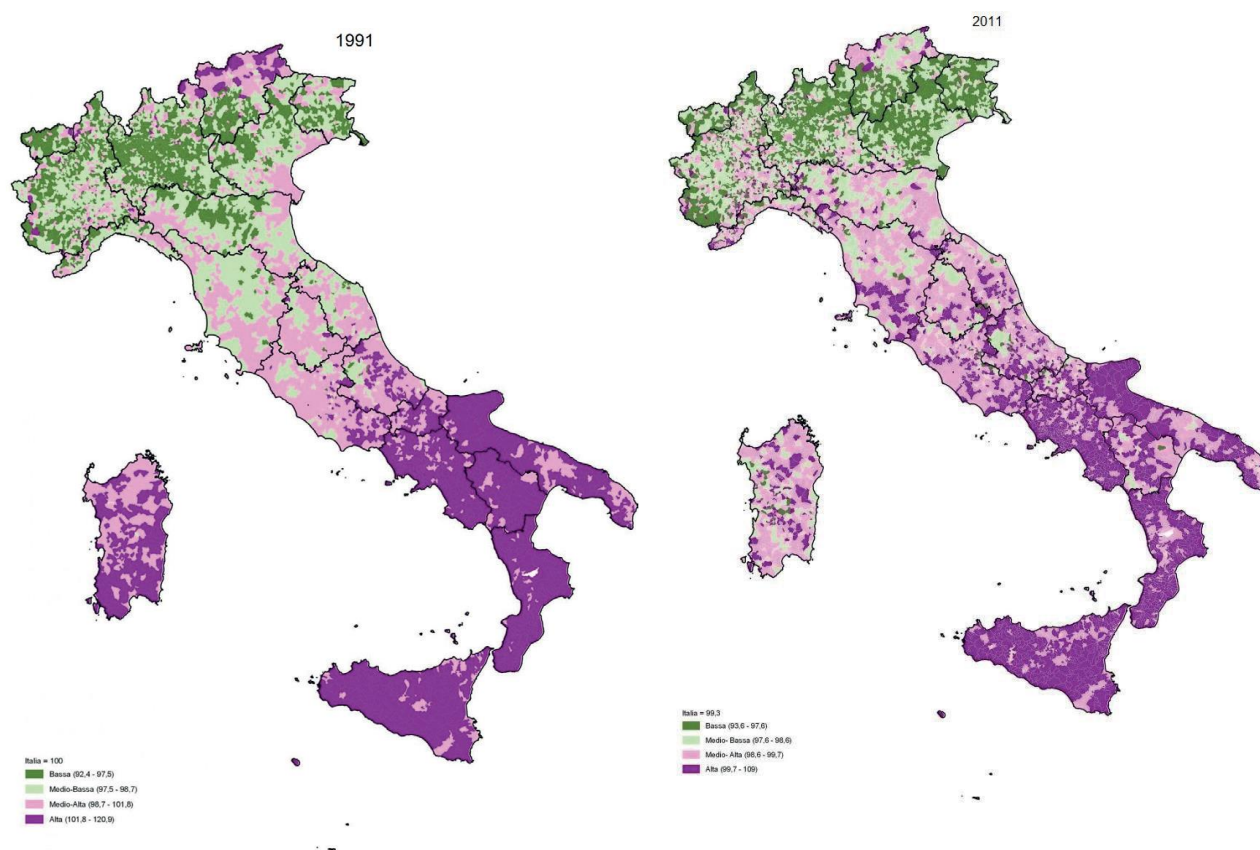 1991
2011
Italia = 100
Bassa (92,4 - 97,5)
Medio-Bassa (97,5 - 98,7)
Medio-Alta (98,7 - 101,8)
Alta (101,8 - 120,9)
Italia = 99,3
Bassa (93,6 - 97,6)
Medio- Bassa (97,6 - 98,6)
Medio- Alta (98,6 - 99,7)
Alta (99,7 - 109)